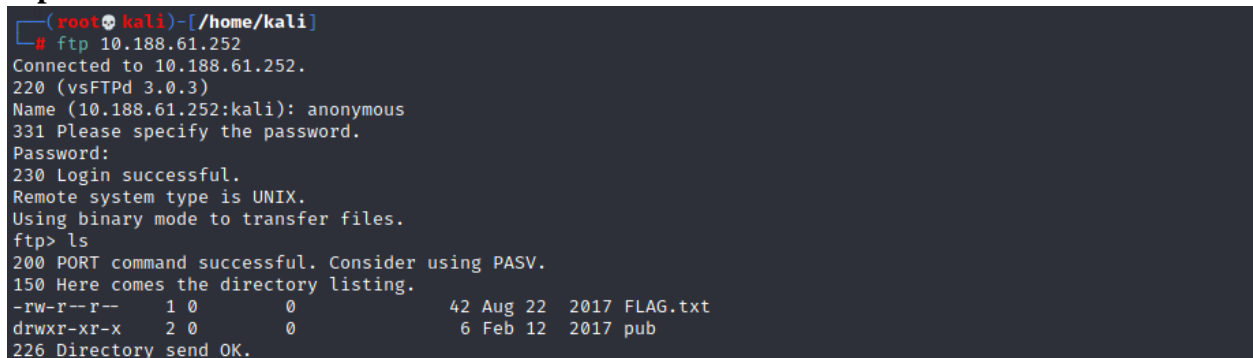 ┌──(root💀kali)-[/home/kali]
└─# ftp 10.188.61.252
Connected to 10.188.61.252.
220 (vsFTPd 3.0.3)
Name (10.188.61.252:kali): anonymous
331 Please specify the password.
Password:
230 Login successful.
Remote system type is UNIX.
Using binary mode to transfer files.
ftp> ls
200 PORT command successful. Consider using PASV.
150 Here comes the directory listing.
-rw-r--r--    1 0        0              42 Aug 22  2017 FLAG.txt
drwxr-xr-x    2 0        0               6 Feb 12  2017 pub
226 Directory send OK.